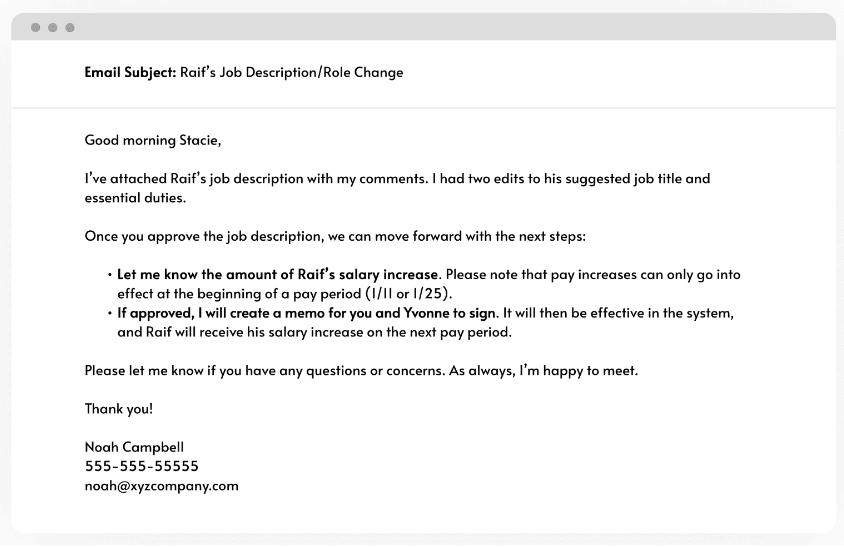 Email Subject: Raif's Job Description/Role Change
Good morning Stacie,
I've attached Raif's job description with my comments. I had two edits to his suggested job title and
essential duties.
Once you approve the job description, we can move forward with the next steps:
• Let me know the amount of Raif's salary increase. Please note that pay increases can only go into
effect at the beginning of a pay period (1/11 or 1/25).
• If approved, I will create a memo for you and Yvonne to sign. It will then be effective in the system,
and Raif will receive his salary increase on the next pay period.
Please let me know if you have any questions or concerns. As always, I'm happy to meet.
Thank you!
Noah Campbell
555-555-55555
noah@xyzcompany.com